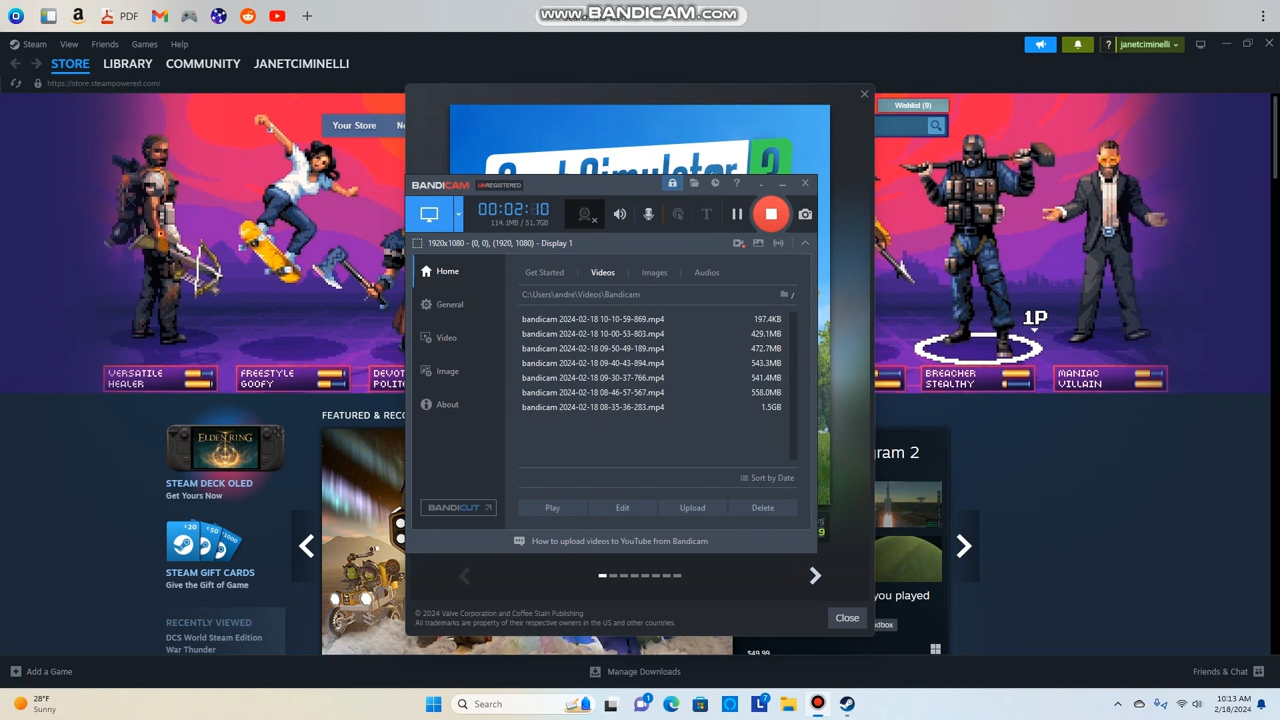 PDF
WWW.BANDICAM.COM
Steam View Friends Games Help
janetciminelli
STORE LIBRARY COMMUNITY JANETCIMINELLI
https://store.steampowered.com/
Wishlist (9)
Your Store
BANDICAM UNREGISTERED
00:02:10
114.1MB / 51.7GB
1920x1080 - (0, 0), (1920, 1080) - Display 1
Home
General
Video
Image
About
BANDICUT
Get Started Videos Images Audios
C:\Users\andre\Videos\Bandicam
bandicam 2024-02-18 10-10-59-869.mp4 197.4KB
bandicam 2024-02-18 10-00-53-803.mp4 429.1MB
bandicam 2024-02-18 09-50-49-189.mp4 472.7MB
bandicam 2024-02-18 09-40-43-894.mp4 543.3MB
bandicam 2024-02-18 09-30-37-766.mp4 541.4MB
bandicam 2024-02-18 08-46-57-567.mp4 558.0MB
bandicam 2024-02-18 08-35-36-283.mp4 1.5GB
Sort by Date
Play Edit Upload Delete
How to upload videos to YouTube from Bandicam
1P
VERSATILE
HEALER
FREESTYLE
GOOFY
BREACHER
STEALTHY
MANIAC
VILLAIN
FEATURED &
ELDEN RING
STEAM DECK OLED
Get Yours Now
$20 $50 $100
STEAM GIFT CARDS
Give the Gift of Game
RECENTLY VIEWED
DCS World Steam Edition
War Thunder
gram 2
you played
$49.99
© 2024 Valve Corporation and Coffee Stain Publishing.
All trademarks are property of their respective owners in the US and other countries.
Close
Add a Game
Manage Downloads
Friends & Chat
28°F
Sunny
Search
10:13 AM
2/18/2024